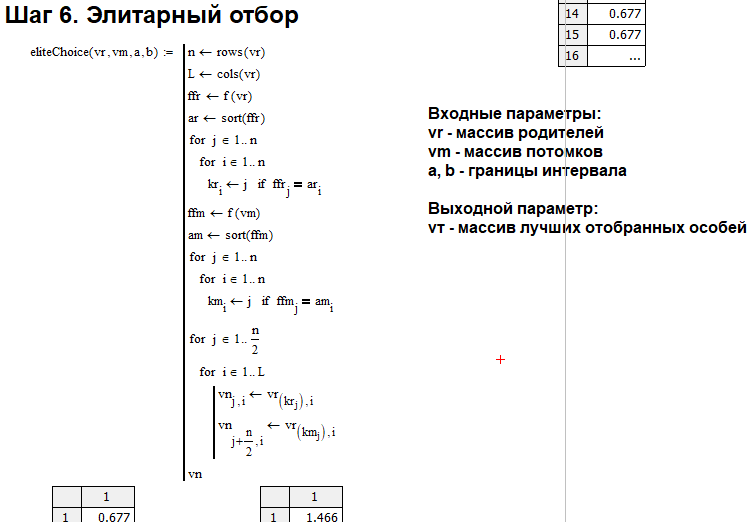 Шаг 6. Элитарный отбор
14 0.677
15 0.677
16 ...
eliteChoice(vr,vm,a,b) :=
n ← rows(vr)
L ← cols(vr)
ffr ← f(vr)
ar ← sort(ffr)
for j ∈ 1..n
for i ∈ 1..n
kr_i ← j if ffr_j = ar_i
ffm ← f(vm)
am ← sort(ffm)
for j ∈ 1..n
for i ∈ 1..n
km_i ← j if ffm_j = am_i
for j ∈ 1..n/2
for i ∈ 1..L
vn_{j,i} ← vr_{(kr_j),i}
vn_{j+n/2,i} ← vr_{(km_j),i}
vn
Входные параметры:
vr - массив родителей
vm - массив потомков
a, b - границы интервала
Выходной параметр:
vт - массив лучших отобранных особей
1
1 0.677
1
1 1.466